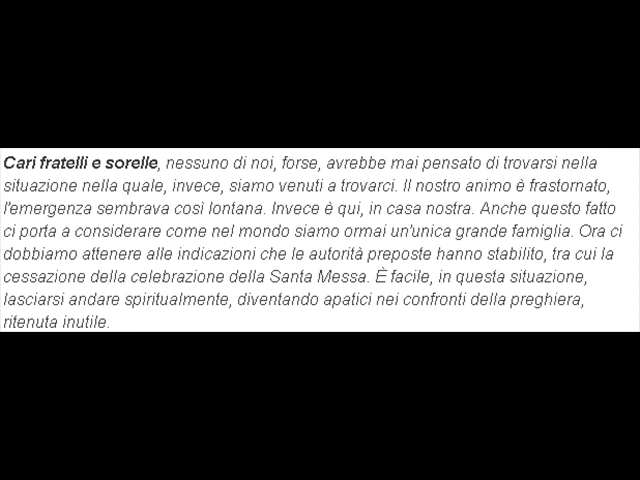 Cari fratelli e sorelle, nessuno di noi, forse, avrebbe mai pensato di trovarsi nella
situazione nella quale, invece, siamo venuti a trovarci. Il nostro animo è frastornato,
l'emergenza sembrava così lontana. Invece è qui, in casa nostra. Anche questo fatto
ci porta a considerare come nel mondo siamo ormai un'unica grande famiglia. Ora ci
dobbiamo attenere alle indicazioni che le autorità preposte hanno stabilito, tra cui la
cessazione della celebrazione della Santa Messa. È facile, in questa situazione,
lasciarsi andare spiritualmente, diventando apatici nei confronti della preghiera,
ritenuta inutile.